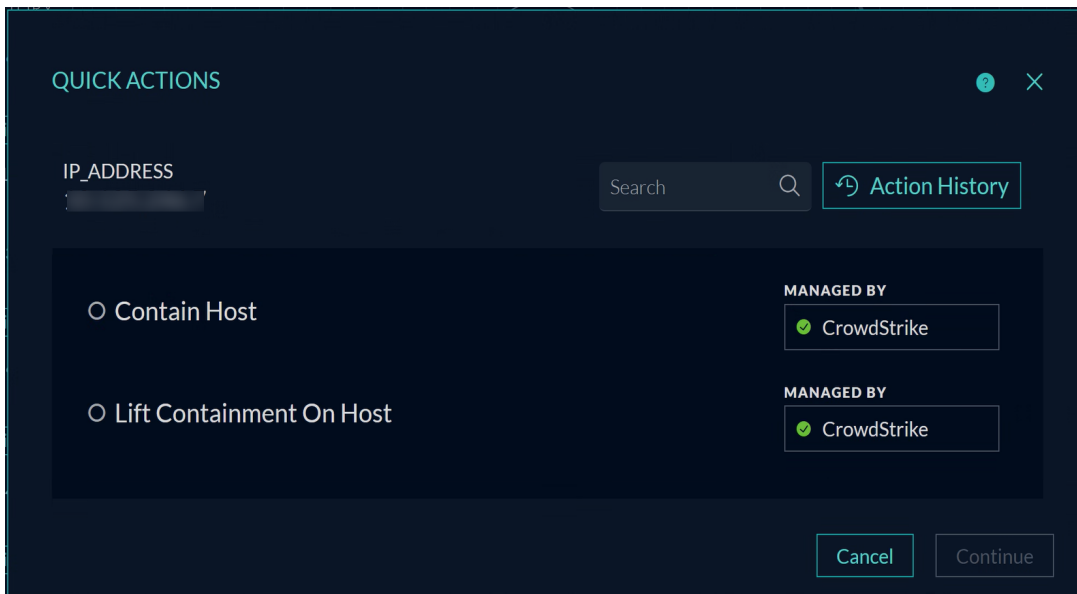 QUICK ACTIONS
?
IP_ADDRESS
Search
Action History
Contain Host
MANAGED BY
CrowdStrike
Lift Containment On Host
MANAGED BY
CrowdStrike
Cancel
Continue